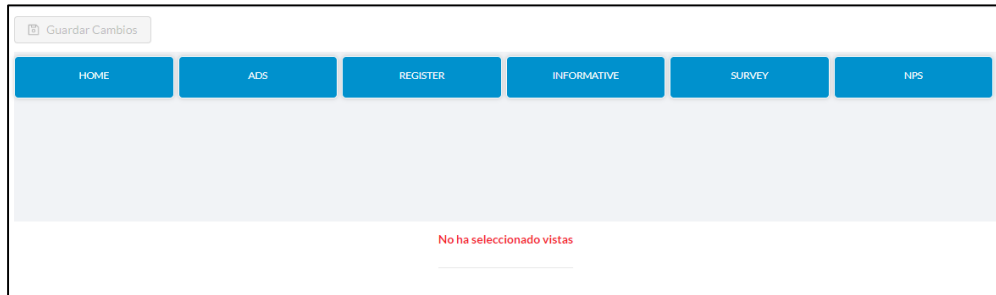 Guardar Cambios
HOME ADS REGISTER INFORMATIVE SURVEY NPS
No ha seleccionado vistas